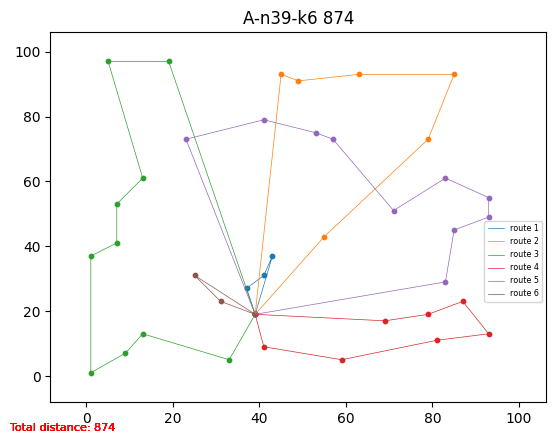 A-n39-k6 874
100
80
60
40
20
0
route 1
route 2
route 3
route 4
route 5
route 6
0 20 40 60 80 100
Total distance: 874